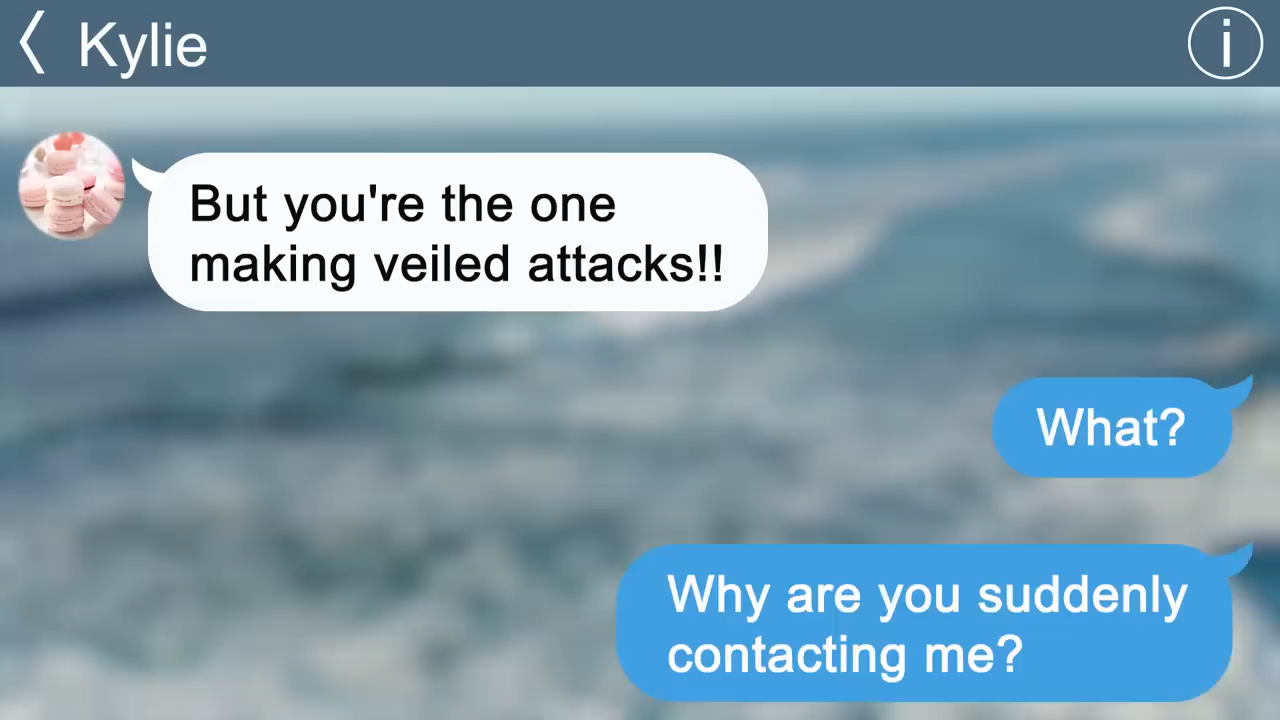 Kylie
But you're the one
making veiled attacks!!
What?
Why are you suddenly
contacting me?